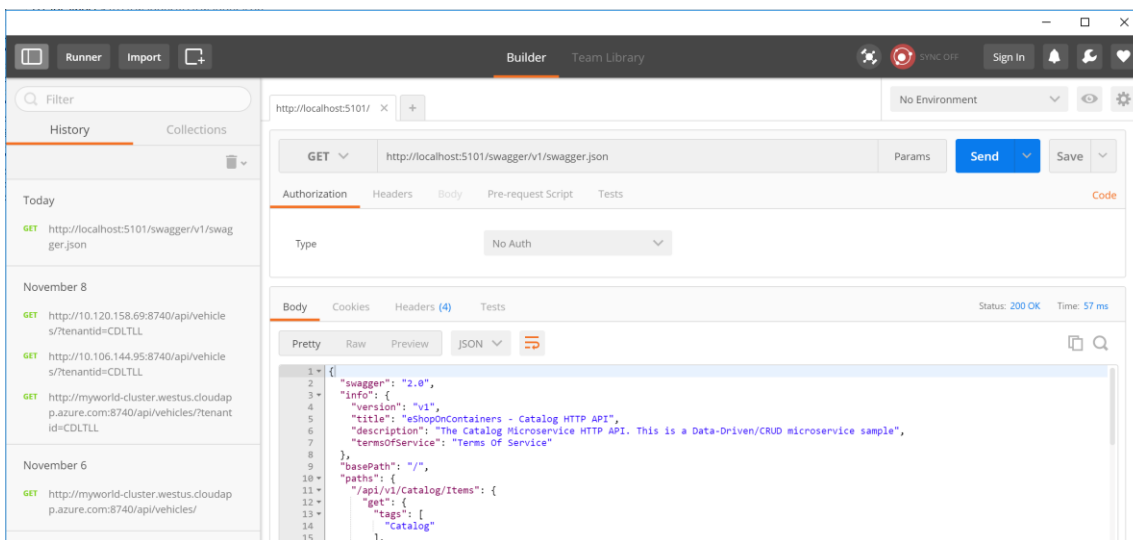 Runner Import Builder Team Library SYNC OFF Sign In
Filter
History Collections
Today
GET http://localhost:5101/swagger/v1/swag
ger.json
November 8
GET http://10.120.158.69:8740/api/vehicle
s/?tenantid=CDLTLL
GET http://10.106.144.95:8740/api/vehicle
s/?tenantid=CDLTLL
GET http://myworld-cluster.westus.cloudap
p.azure.com:8740/api/vehicles/?tenant
id=CDLTLL
November 6
GET http://myworld-cluster.westus.cloudap
p.azure.com:8740/api/vehicles/
http://localhost:5101/ × +
No Environment
GET http://localhost:5101/swagger/v1/swagger.json Params Send Save
Authorization Headers Body Pre-request Script Tests Code
Type No Auth
Body Cookies Headers (4) Tests Status: 200 OK Time: 57 ms
Pretty Raw Preview JSON
1 {
2 "swagger": "2.0",
3 "info": {
4 "version": "v1",
5 "title": "eShopOnContainers - Catalog HTTP API",
6 "description": "The Catalog Microservice HTTP API. This is a Data-Driven/CRUD microservice sample",
7 "termsOfService": "Terms Of Service"
8 },
9 "basePath": "/",
10 "paths": {
11 "/api/v1/Catalog/Items": {
12 "get": {
13 "tags": [
14 "Catalog"
15 ],